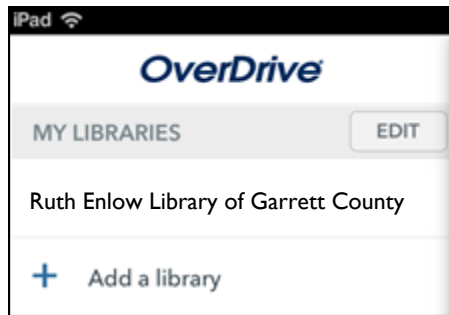 iPad
OverDrive
MY LIBRARIES EDIT
Ruth Enlow Library of Garrett County
+ Add a library